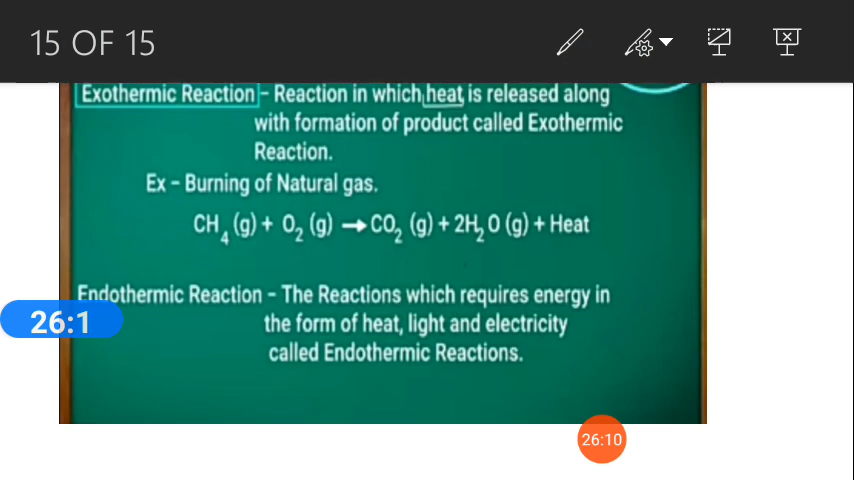 15 OF 15
Exothermic Reaction - Reaction in which heat is released along
with formation of product called Exothermic
Reaction.
Ex - Burning of Natural gas.
CH4 (g) + O2 (g) → CO2 (g) + 2H2O (g) + Heat
Endothermic Reaction - The Reactions which requires energy in
26:1
the form of heat, light and electricity
called Endothermic Reactions.
26:10